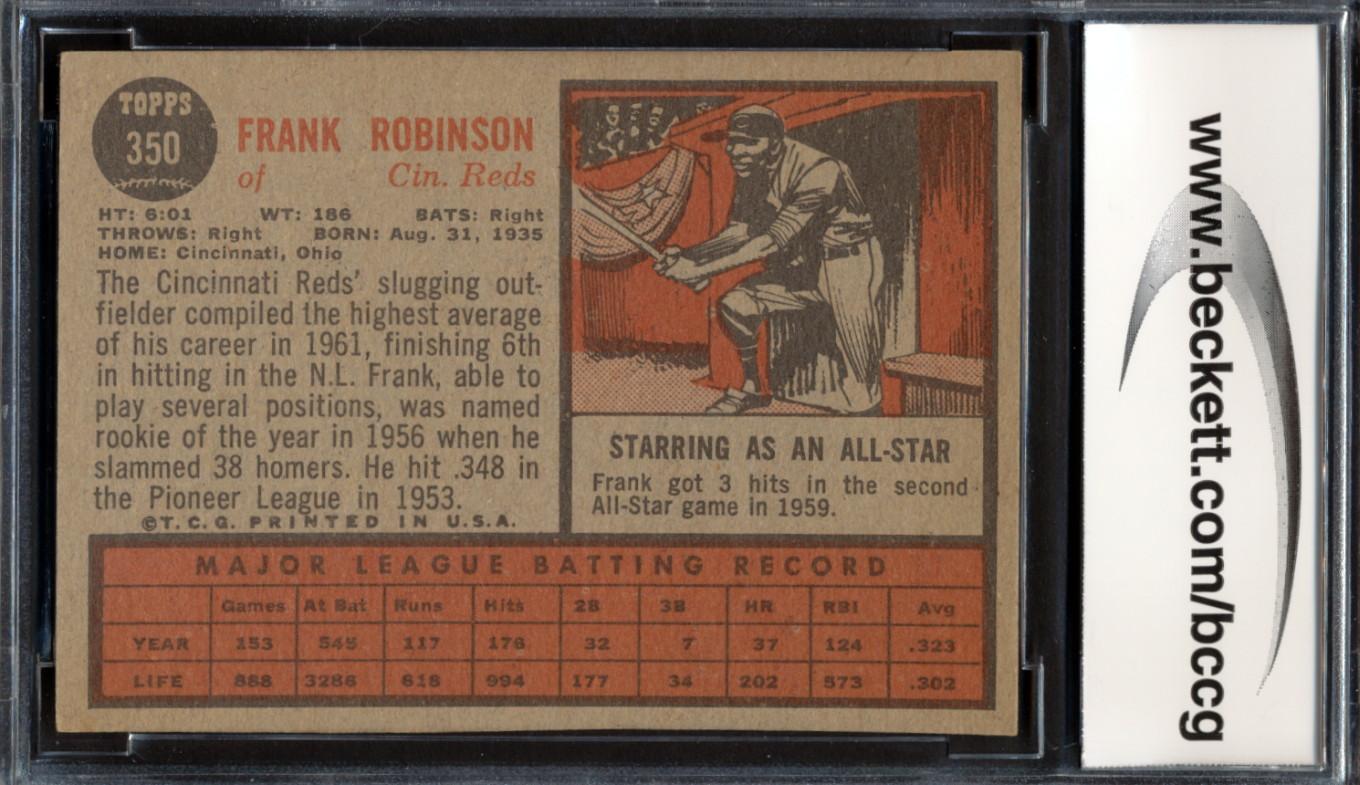 TOPPS
350
FRANK ROBINSON
of Cin. Reds
HT: 6:01 WT: 186 BATS: Right
THROWS: Right BORN: Aug. 31, 1935
HOME: Cincinnati, Ohio
The Cincinnati Reds' slugging out-
fielder compiled the highest average
of his career in 1961, finishing 6th
in hitting in the N.L. Frank, able to
play several positions, was named
rookie of the year in 1956 when he
slammed 38 homers. He hit .348 in
the Pioneer League in 1953.
©T.C.G. PRINTED IN U.S.A.
STARRING AS AN ALL-STAR
Frank got 3 hits in the second
All-Star game in 1959.
MAJOR LEAGUE BATTING RECORD
Games At Bat Runs Hits 2B 3B HR RBI Avg
YEAR 153 545 117 176 32 7 37 124 .323
LIFE 888 3286 618 994 177 34 202 573 .302
www.beckett.com/bccg